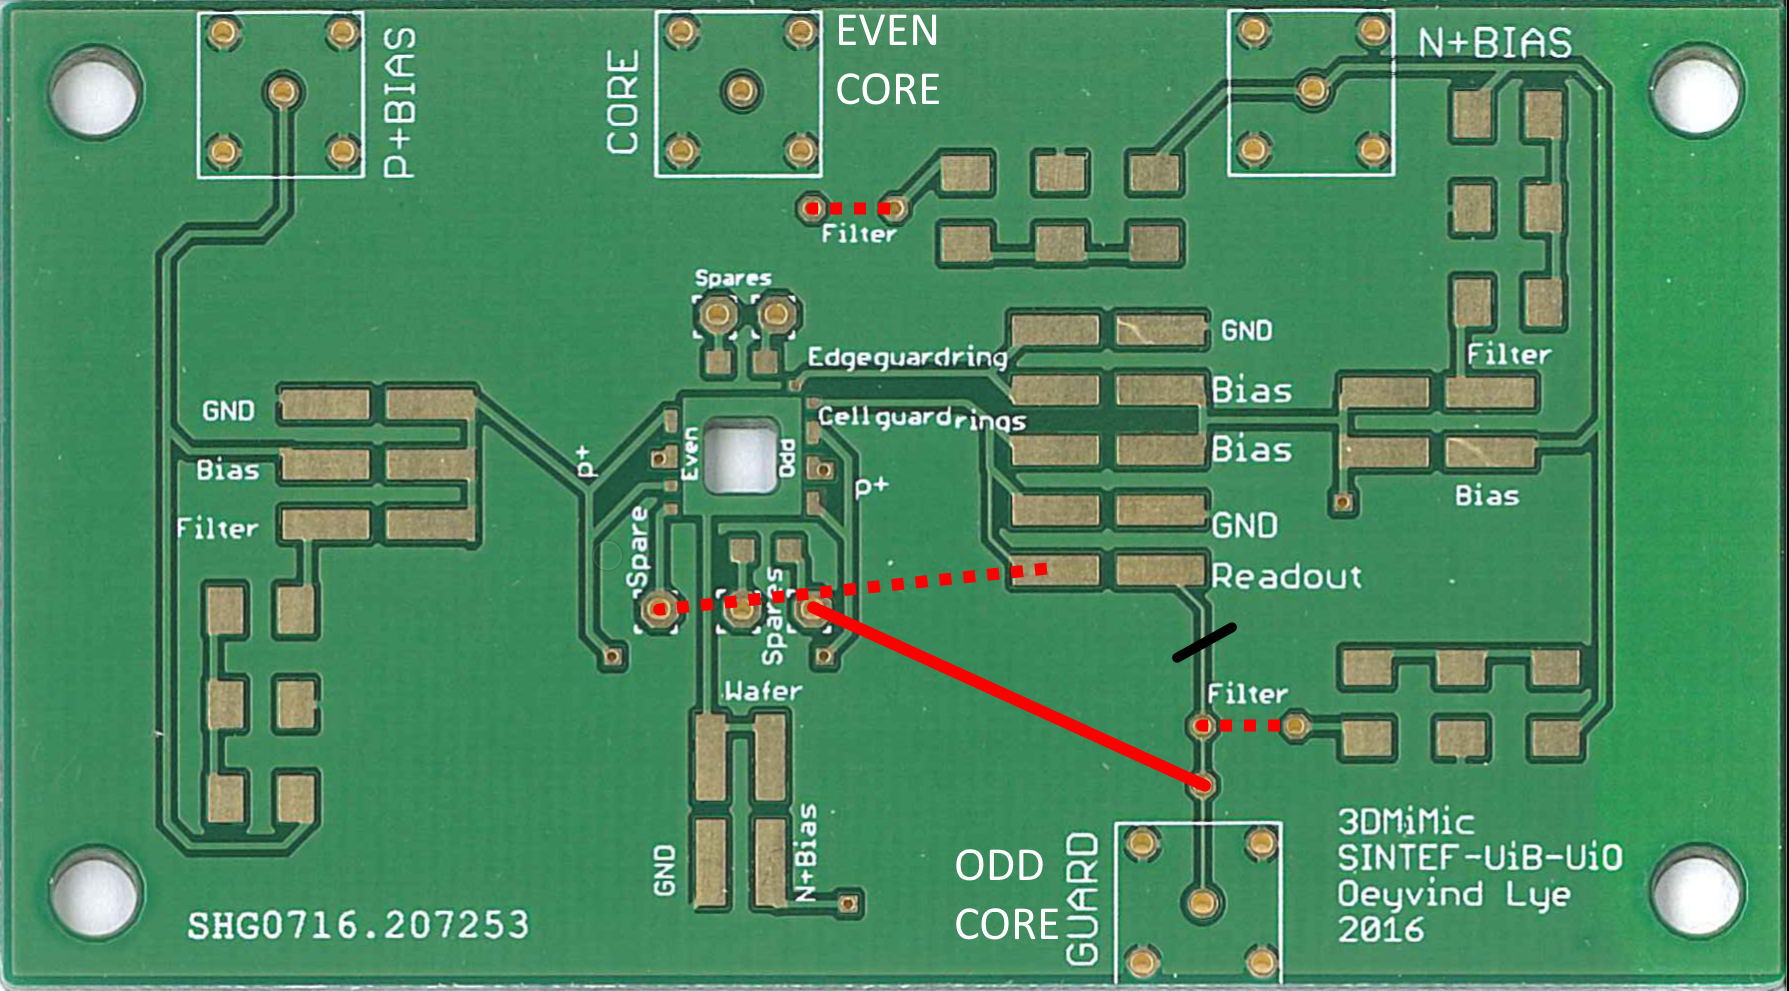 P+BIAS
CORE
EVEN
CORE
N+BIAS
Filter
Spares
Edgeguardring
Cellguardrings
GND
Bias
Bias
GND
Readout
Filter
Bias
GND
Bias
Filter
p+
Even
Odd
p+
Spare
Spares
Wafer
Filter
GND
N+Bias
ODD
CORE
GUARD
3DMiMic
SINTEF-UiB-UiO
Oeyvind Lye
2016
SHG0716.207253